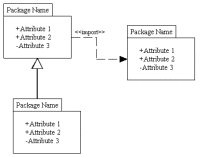 Package Name
+Attribute 1
+Attribute 2
-Attribute 3
<<import>>
Package Name
+Attribute 1
+Attribute 2
-Attribute 3
Package Name
+Attribute 1
+Attribute 2
-Attribute 3